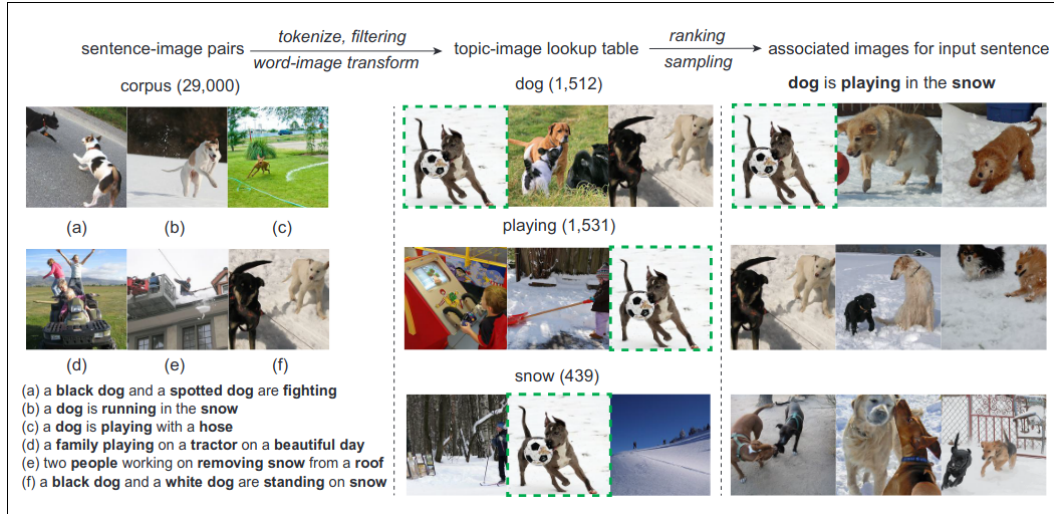 sentence-image pairs
tokenize, filtering
word-image transform
topic-image lookup table
ranking
sampling
associated images for input sentence
corpus (29,000)
dog (1,512)
dog is playing in the snow
(a)
(b)
(c)
playing (1,531)
(d)
(e)
(f)
snow (439)
(a) a black dog and a spotted dog are fighting
(b) a dog is running in the snow
(c) a dog is playing with a hose
(d) a family playing on a tractor on a beautiful day
(e) two people working on removing snow from a roof
(f) a black dog and a white dog are standing on snow